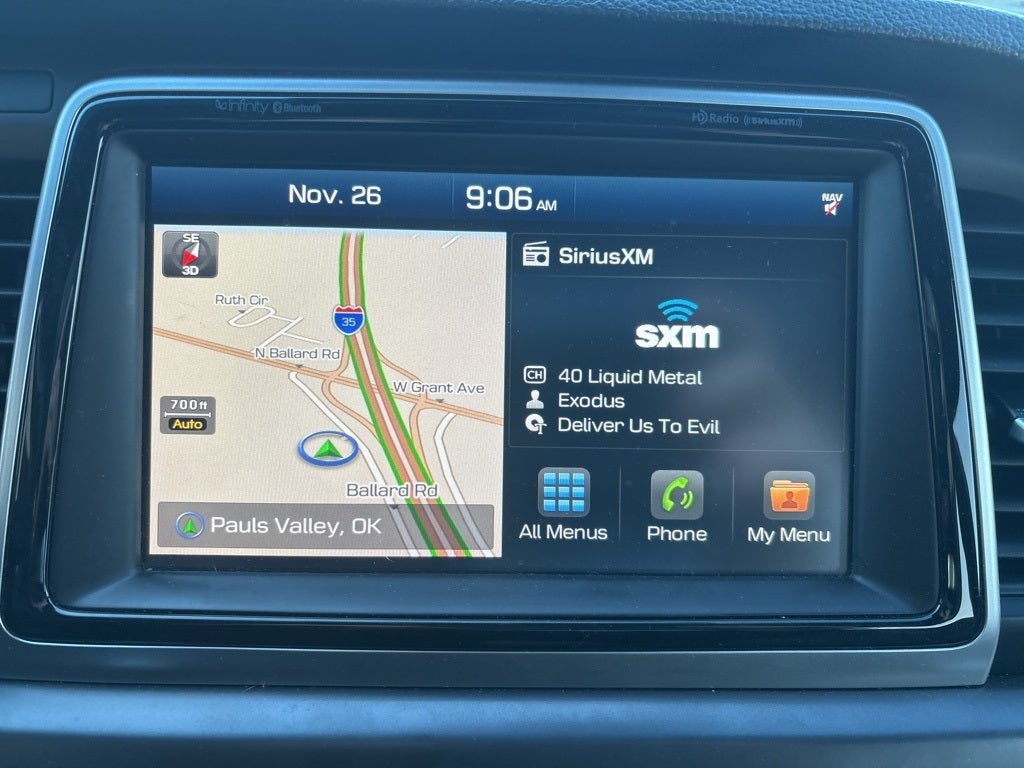 infinity Bluetooth
HD Radio ((SiriusXM))
Nov. 26
9:06 AM
NAV
SE
3D
Ruth Cir
35
N Ballard Rd
W Grant Ave
700ft
Auto
Ballard Rd
Pauls Valley, OK
SiriusXM
sxm
CH 40 Liquid Metal
Exodus
Deliver Us To Evil
All Menus
Phone
My Menu